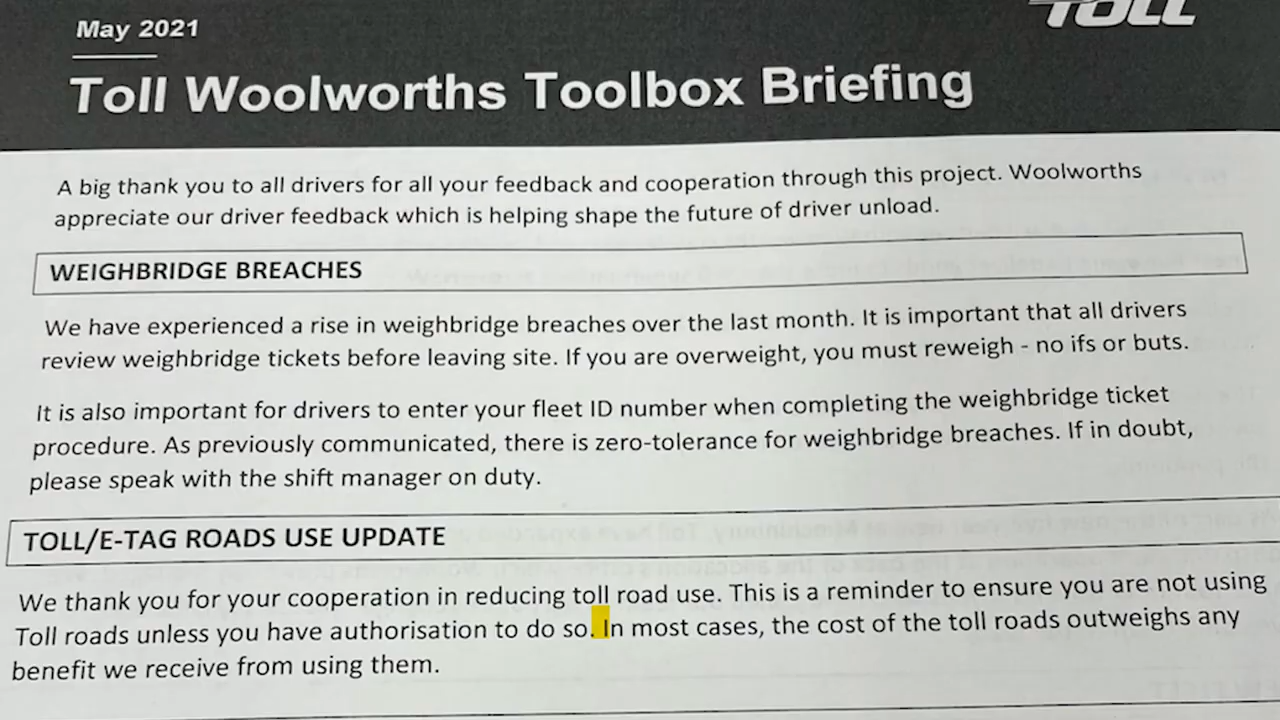 TOLL
May 2021
Toll Woolworths Toolbox Briefing
A big thank you to all drivers for all your feedback and cooperation through this project. Woolworths
appreciate our driver feedback which is helping shape the future of driver unload.
WEIGHBRIDGE BREACHES
We have experienced a rise in weighbridge breaches over the last month. It is important that all drivers
review weighbridge tickets before leaving site. If you are overweight, you must reweigh - no ifs or buts.
It is also important for drivers to enter your fleet ID number when completing the weighbridge ticket
procedure. As previously communicated, there is zero-tolerance for weighbridge breaches. If in doubt,
please speak with the shift manager on duty.
TOLL/E-TAG ROADS USE UPDATE
We thank you for your cooperation in reducing toll road use. This is a reminder to ensure you are not using
Toll roads unless you have authorisation to do so. In most cases, the cost of the toll roads outweighs any
benefit we receive from using them.